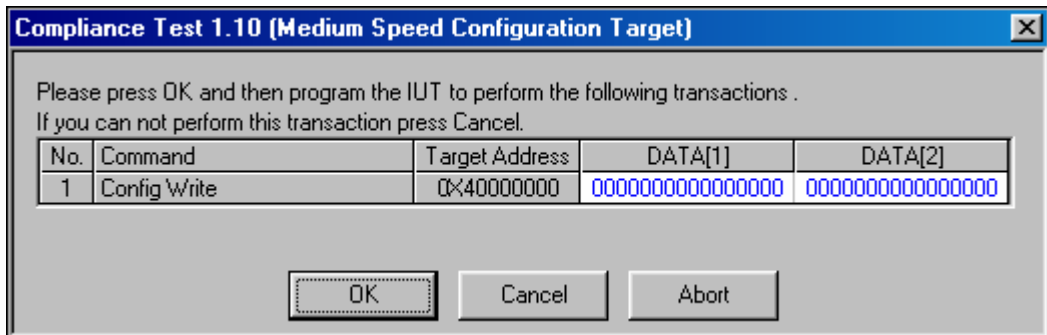 Compliance Test 1.10 (Medium Speed Configuration Target)
Please press OK and then program the IUT to perform the following transactions .
If you can not perform this transaction press Cancel.
No. Command Target Address DATA[1] DATA[2]
1 Config Write 0X40000000 0000000000000000 0000000000000000
OK Cancel Abort